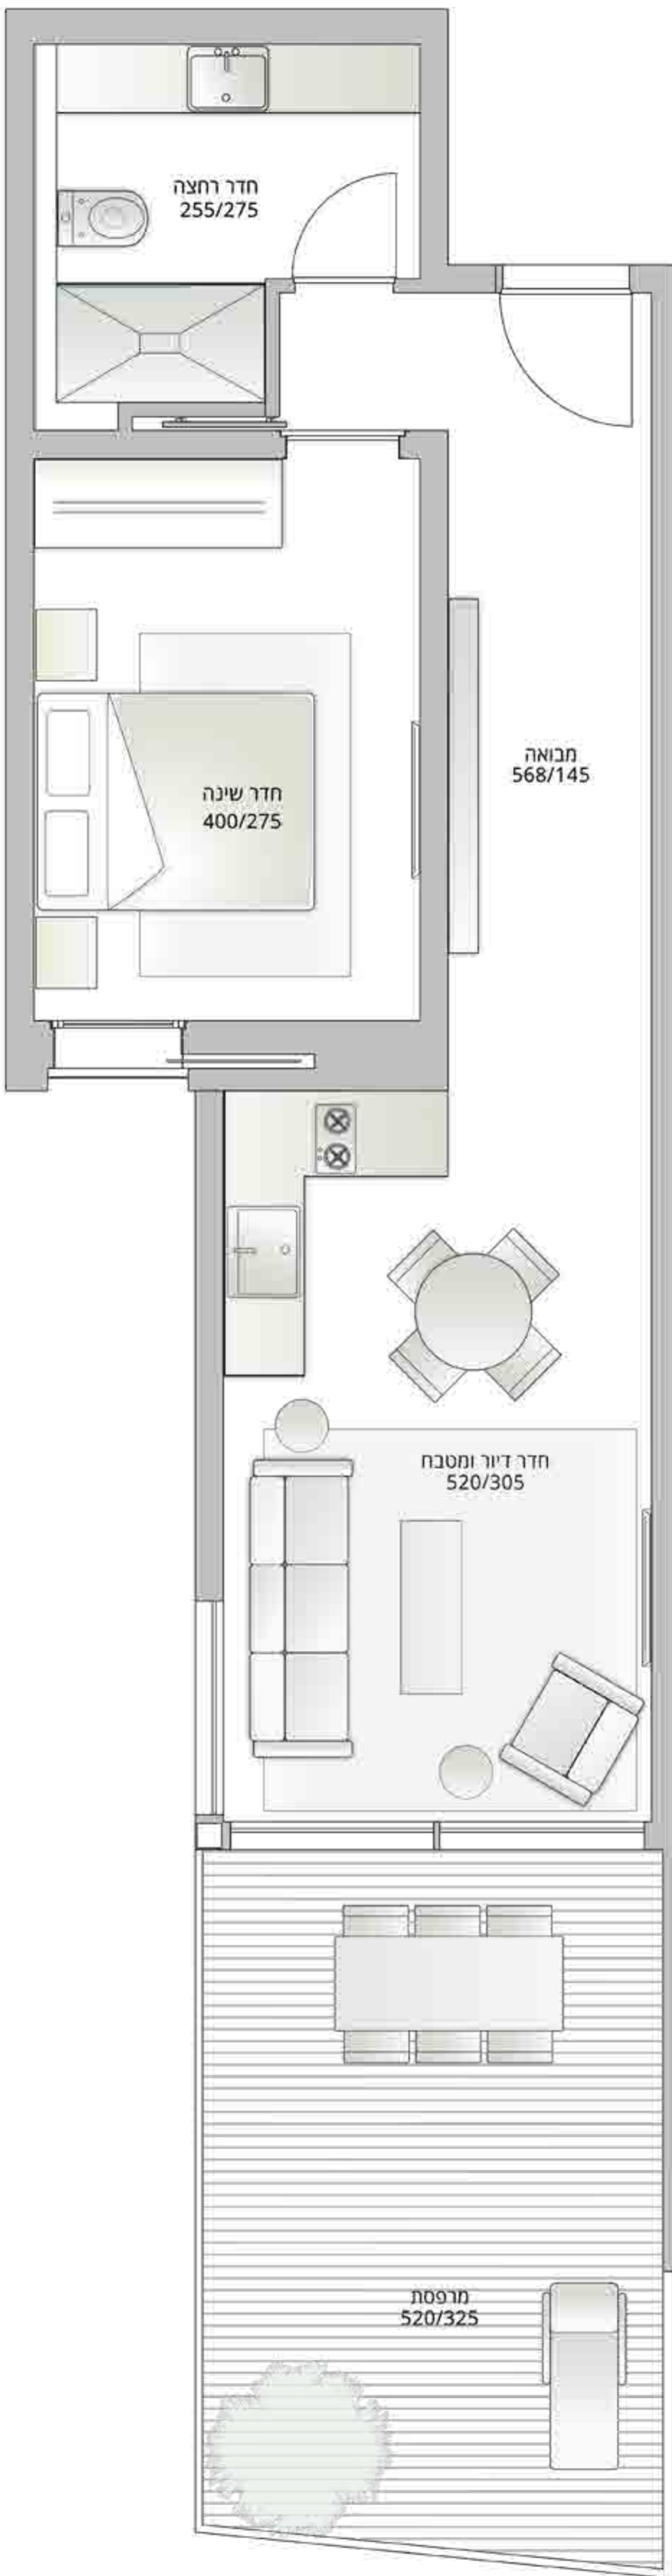 חדר רחצה
255/275
מבואה
568/145
חדר שינה
400/275
חדר דיור ומטבח
520/305
מרפסת
520/325